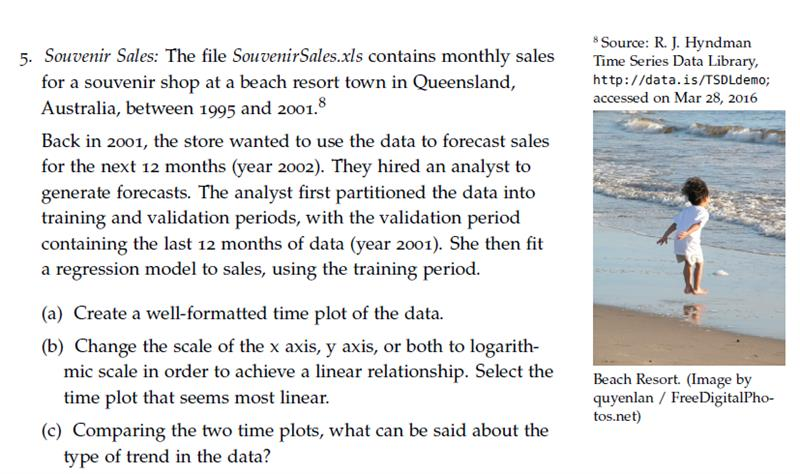 5. Souvenir Sales: The file SouvenirSales.xls contains monthly sales
for a souvenir shop at a beach resort town in Queensland,
Australia, between 1995 and 2001.⁸
Back in 2001, the store wanted to use the data to forecast sales
for the next 12 months (year 2002). They hired an analyst to
generate forecasts. The analyst first partitioned the data into
training and validation periods, with the validation period
containing the last 12 months of data (year 2001). She then fit
a regression model to sales, using the training period.
(a) Create a well-formatted time plot of the data.
(b) Change the scale of the x axis, y axis, or both to logarith-
mic scale in order to achieve a linear relationship. Select the
time plot that seems most linear.
(c) Comparing the two time plots, what can be said about the
type of trend in the data?
⁸ Source: R. J. Hyndman
Time Series Data Library,
http://data.is/TSDLdemo;
accessed on Mar 28, 2016
Beach Resort. (Image by
quyenlan / FreeDigitalPho-
tos.net)